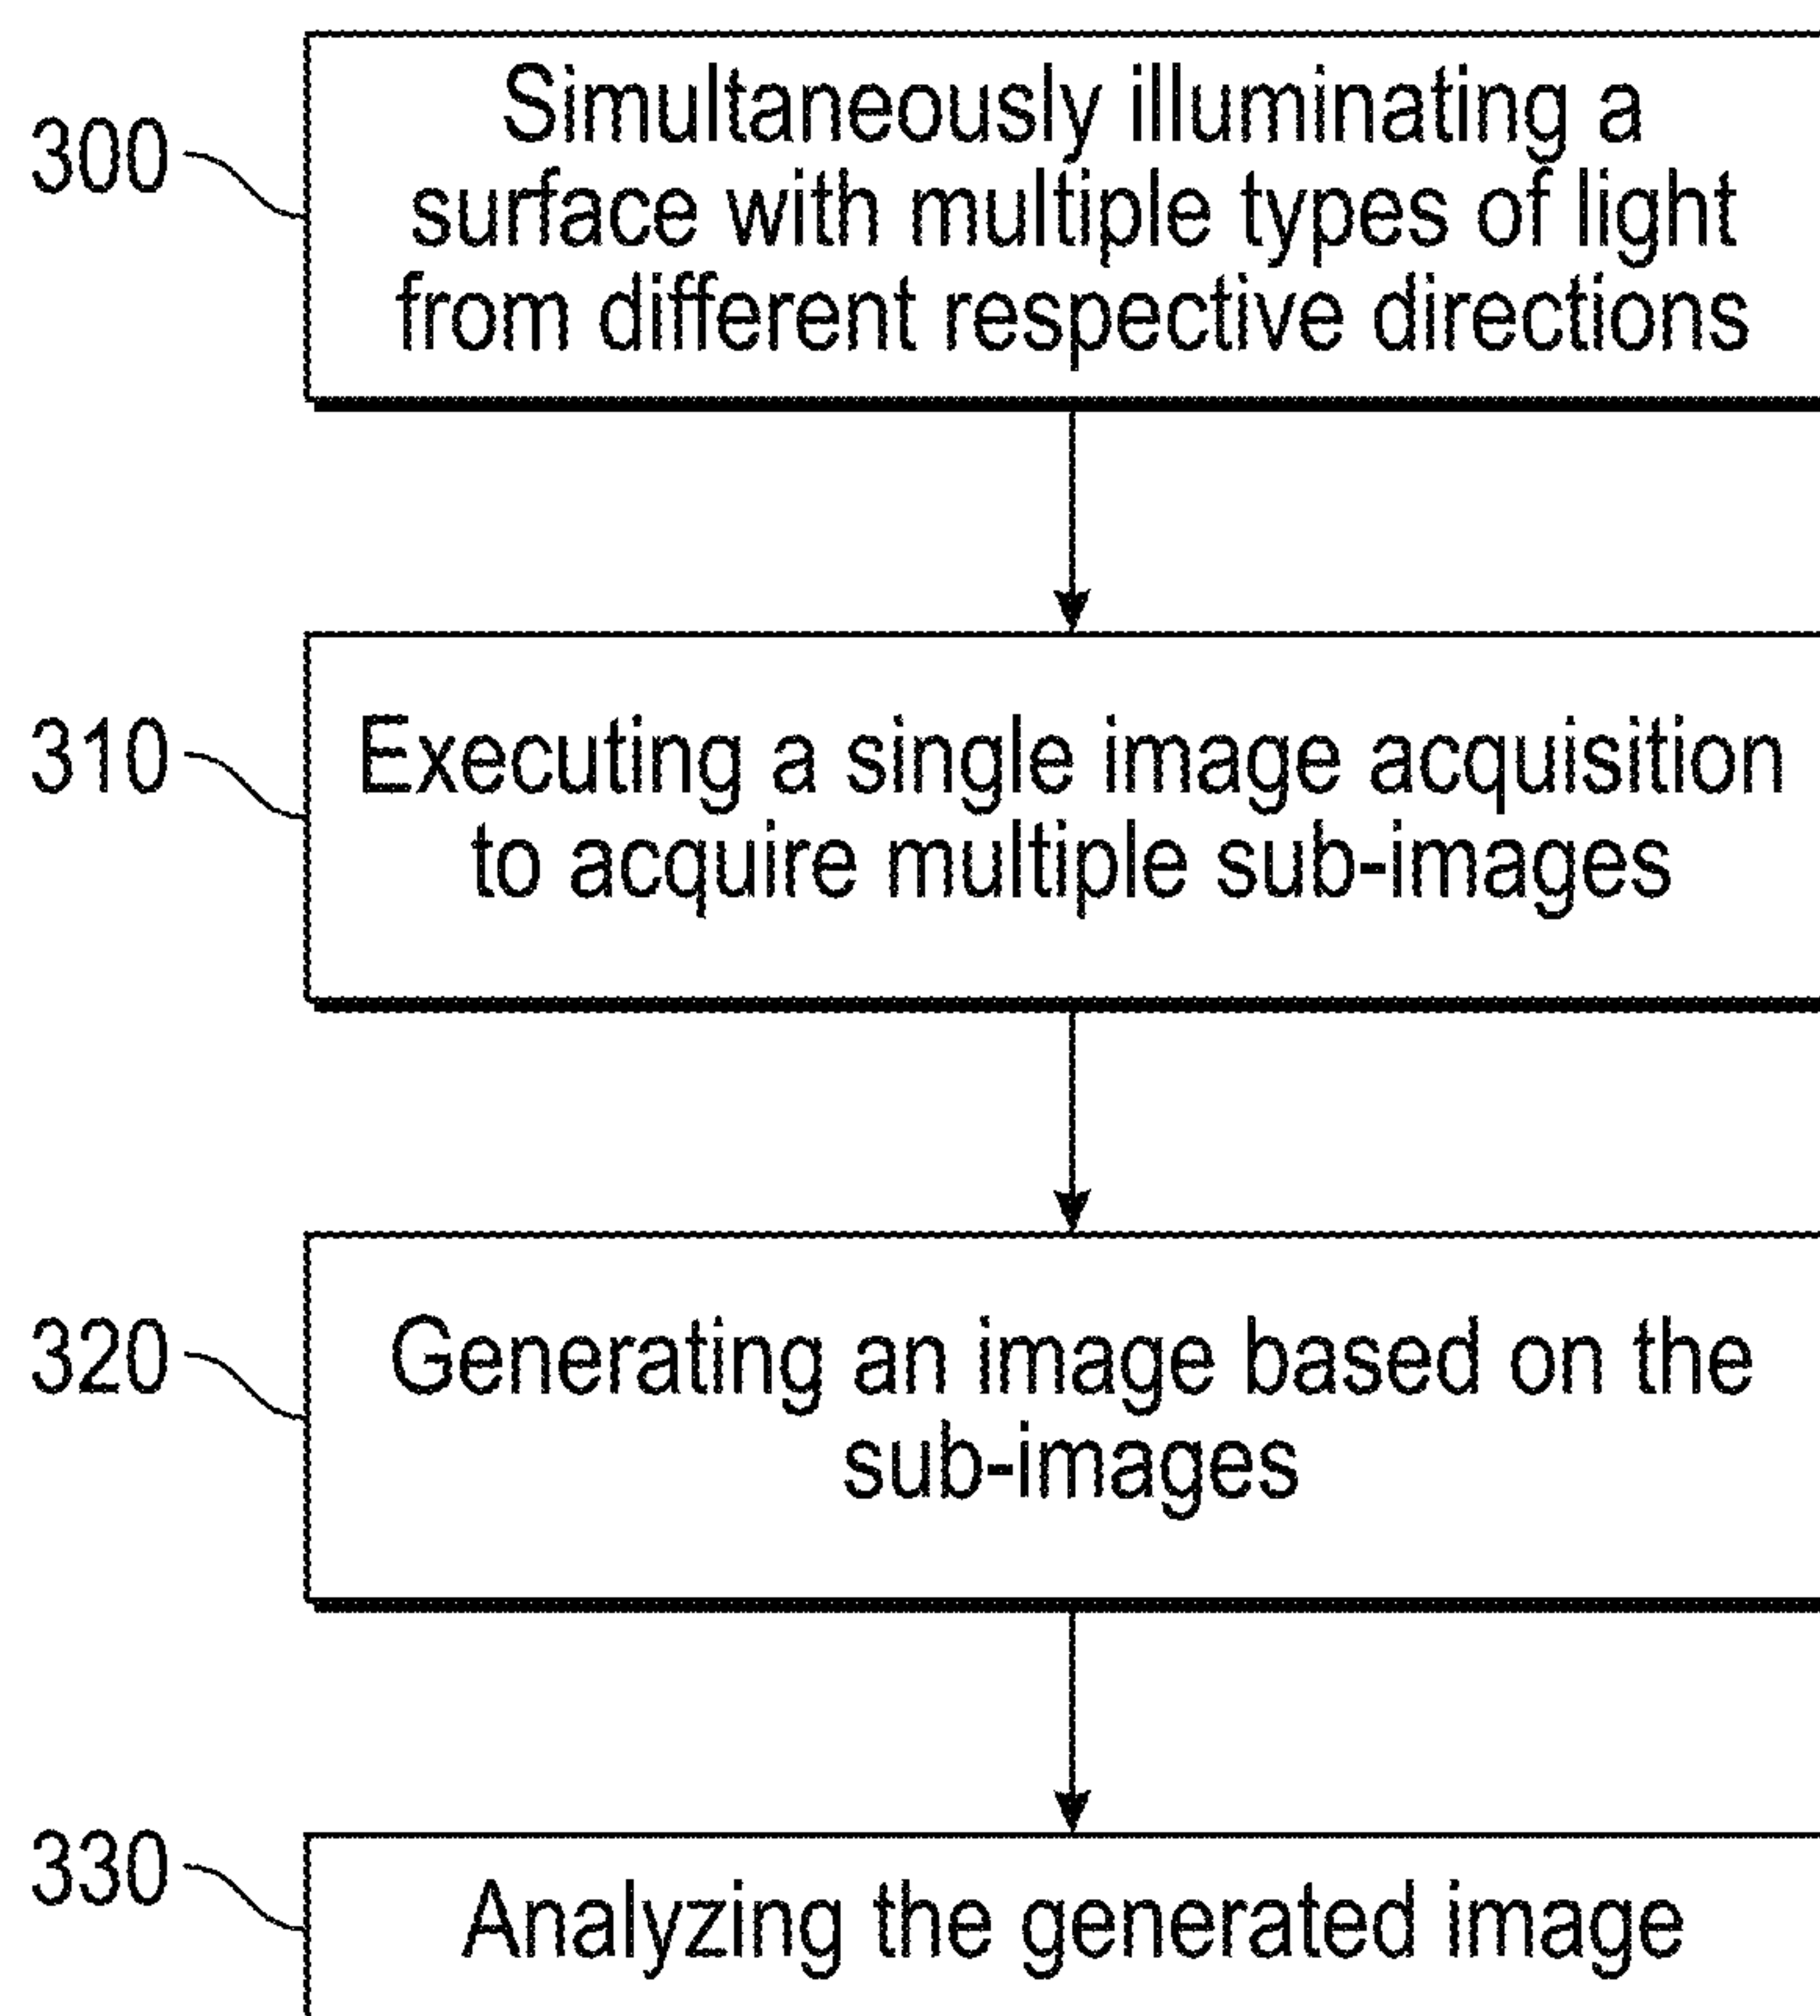 300
Simultaneously illuminating a
surface with multiple types of light
from different respective directions
310
Executing a single image acquisition
to acquire multiple sub-images
320
Generating an image based on the
sub-images
330
Analyzing the generated image